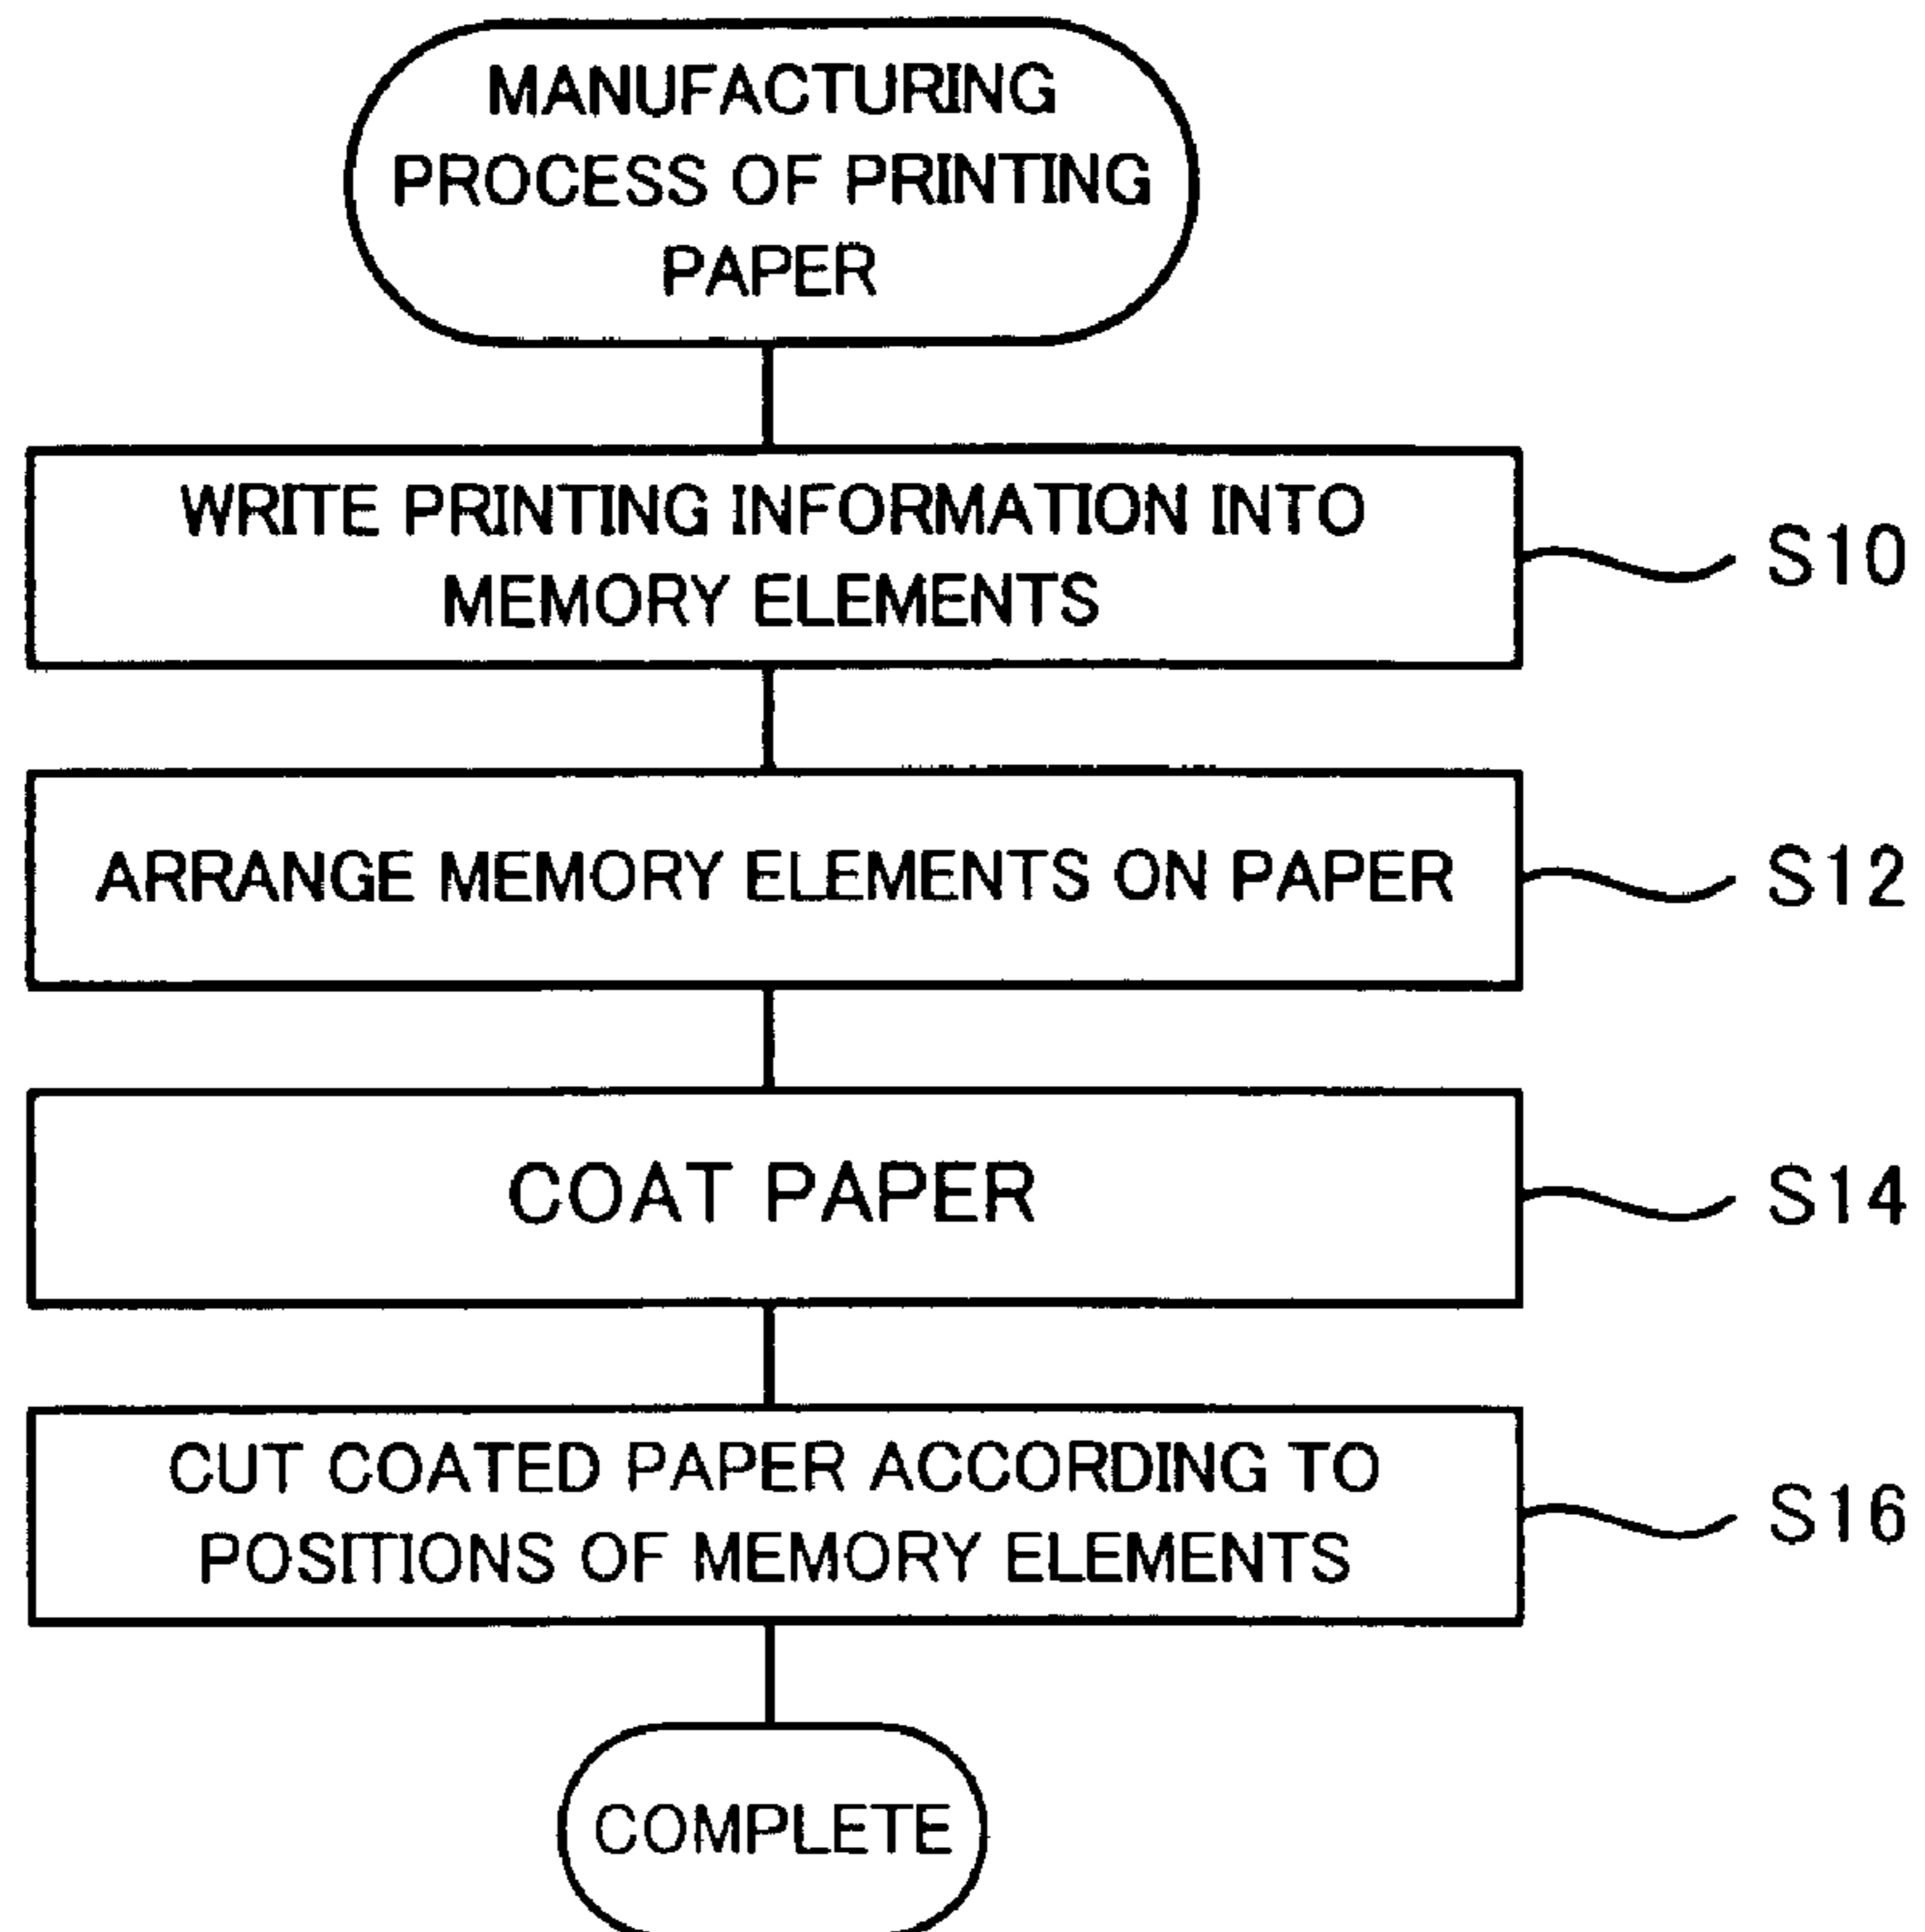 MANUFACTURING
PROCESS OF PRINTING
PAPER
WRITE PRINTING INFORMATION INTO
MEMORY ELEMENTS
S10
ARRANGE MEMORY ELEMENTS ON PAPER
S12
COAT PAPER
S14
CUT COATED PAPER ACCORDING TO
POSITIONS OF MEMORY ELEMENTS
S16
COMPLETE